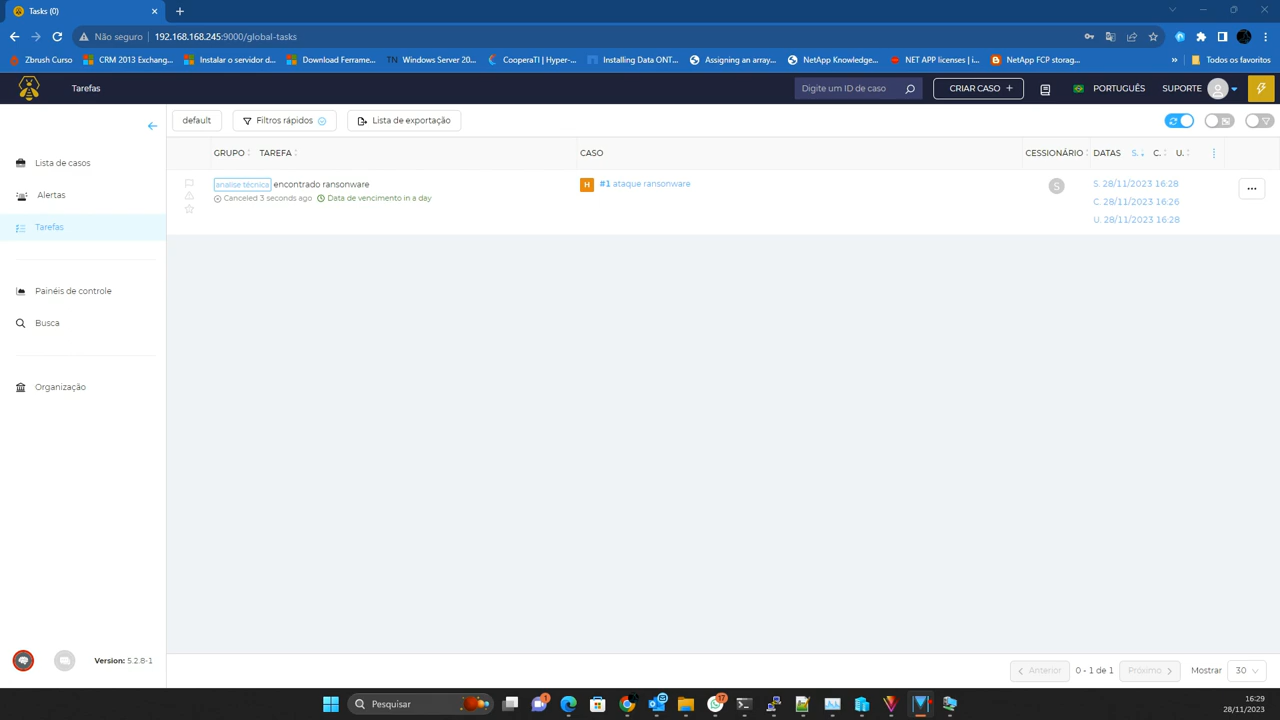 Tasks (0)
Não seguro
192.168.168.245:9000/global-tasks
Zbrush Curso
CRM 2013 Exchang...
Instalar o servidor d...
Download Ferrame...
TN Windows Server 20...
CooperaTI | Hyper-...
Installing Data ONT...
Assigning an array...
NetApp Knowledge...
NET APP licenses | i...
NetApp FCP storag...
»
Todos os favoritos
Tarefas
Digite um ID de caso
CRIAR CASO +
PORTUGUÊS
SUPORTE
default
Filtros rápidos
Lista de exportação
Lista de casos
Alertas
Tarefas
Painéis de controle
Busca
Organização
GRUPO
TAREFA
CASO
CESSIONÁRIO
DATAS
S.
C.
U.
analise técnica
encontrado ransonware
Canceled 3 seconds ago
Data de vencimento in a day
H
#1 ataque ransonware
S
S. 28/11/2023 16:28
C. 28/11/2023 16:26
U. 28/11/2023 16:28
Version: 5.2.8-1
Anterior
0 - 1 de 1
Próximo
Mostrar
30
Pesquisar
1
17
16:29
28/11/2023